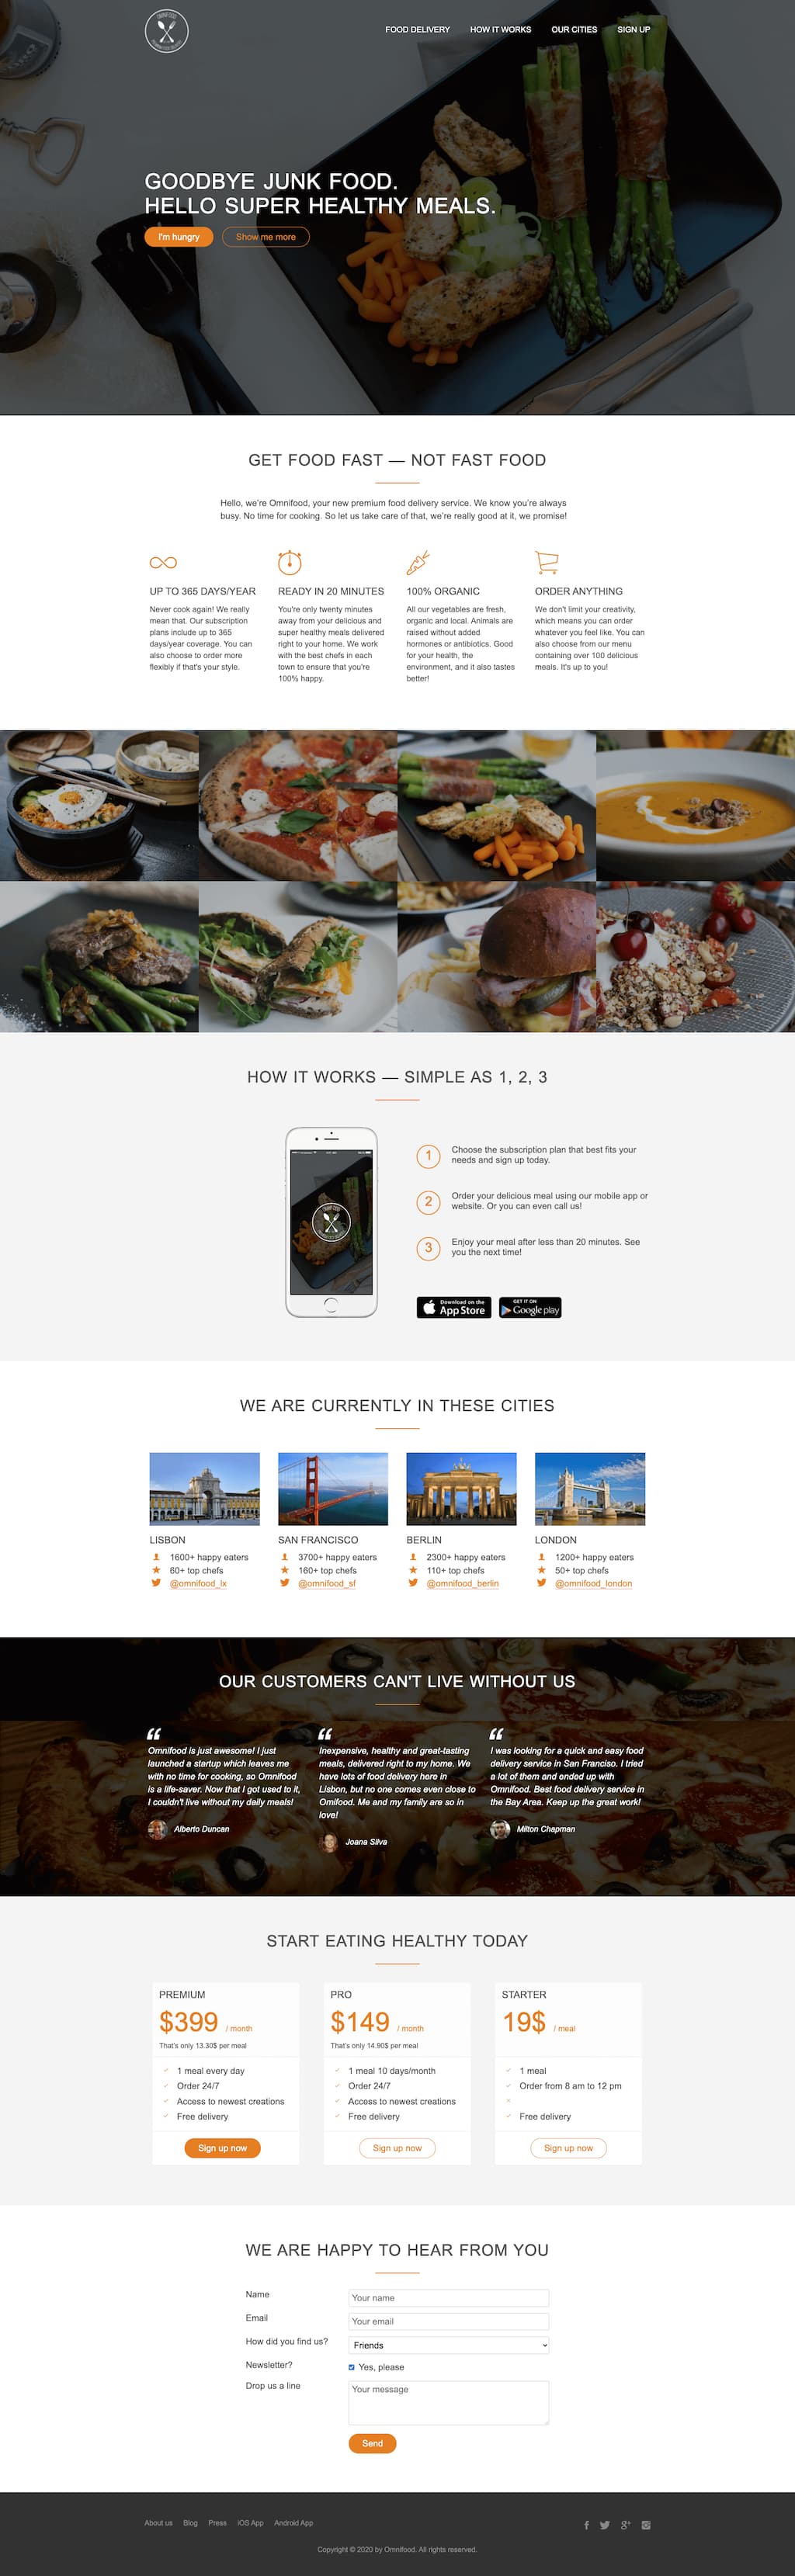 FOOD DELIVERY HOW IT WORKS OUR CITIES SIGN UP
GOODBYE JUNK FOOD.
HELLO SUPER HEALTHY MEALS.
I'm hungry Show me more
GET FOOD FAST — NOT FAST FOOD
Hello, we're Omnifood, your new premium food delivery service. We know you're always
busy. No time for cooking. So let us take care of that, we're really good at it, we promise!
UP TO 365 DAYS/YEAR
Never cook again! We really
mean that. Our subscription
plans include up to 365
days/year coverage. You can
also choose to order more
flexibly if that's your style.
READY IN 20 MINUTES
You're only twenty minutes
away from your delicious and
super healthy meals delivered
right to your home. We work
with the best chefs in each
town to ensure that you're
100% happy.
100% ORGANIC
All our vegetables are fresh,
organic and local. Animals are
raised without added
hormones or antibiotics. Good
for your health, the
environment, and it also tastes
better!
ORDER ANYTHING
We don't limit your creativity,
which means you can order
whatever you feel like. You can
also choose from our menu
containing over 100 delicious
meals. It's up to you!
HOW IT WORKS — SIMPLE AS 1, 2, 3
1 Choose the subscription plan that best fits your
needs and sign up today.
2 Order your delicious meal using our mobile app or
website. Or you can even call us!
3 Enjoy your meal after less than 20 minutes. See
you the next time!
Download on the
App Store
GET IT ON
Google play
WE ARE CURRENTLY IN THESE CITIES
LISBON
1600+ happy eaters
60+ top chefs
@omnifood_lx
SAN FRANCISCO
3700+ happy eaters
160+ top chefs
@omnifood_sf
BERLIN
2300+ happy eaters
110+ top chefs
@omnifood_berlin
LONDON
1200+ happy eaters
50+ top chefs
@omnifood_london
OUR CUSTOMERS CAN'T LIVE WITHOUT US
“
Omnifood is just awesome! I just
launched a startup which leaves me
with no time for cooking, so Omnifood
is a life-saver. Now that I got used to it,
I couldn't live without my daily meals!
Alberto Duncan
“
Inexpensive, healthy and great-tasting
meals, delivered right to my home. We
have lots of food delivery here in
Lisbon, but no one comes even close to
Omifood. Me and my family are so in
love!
Joana Silva
“
I was looking for a quick and easy food
delivery service in San Franciso. I tried
a lot of them and ended up with
Omnifood. Best food delivery service in
the Bay Area. Keep up the great work!
Milton Chapman
START EATING HEALTHY TODAY
PREMIUM
$399 / month
That's only 13.30$ per meal
1 meal every day
Order 24/7
Access to newest creations
Free delivery
Sign up now
PRO
$149 / month
That's only 14.90$ per meal
1 meal 10 days/month
Order 24/7
Access to newest creations
Free delivery
Sign up now
STARTER
19$ / meal
1 meal
Order from 8 am to 12 pm
Free delivery
Sign up now
WE ARE HAPPY TO HEAR FROM YOU
Name Your name
Email Your email
How did you find us? Friends
Newsletter? Yes, please
Drop us a line Your message
Send
About us Blog Press iOS App Android App
Copyright © 2020 by Omnifood. All rights reserved.